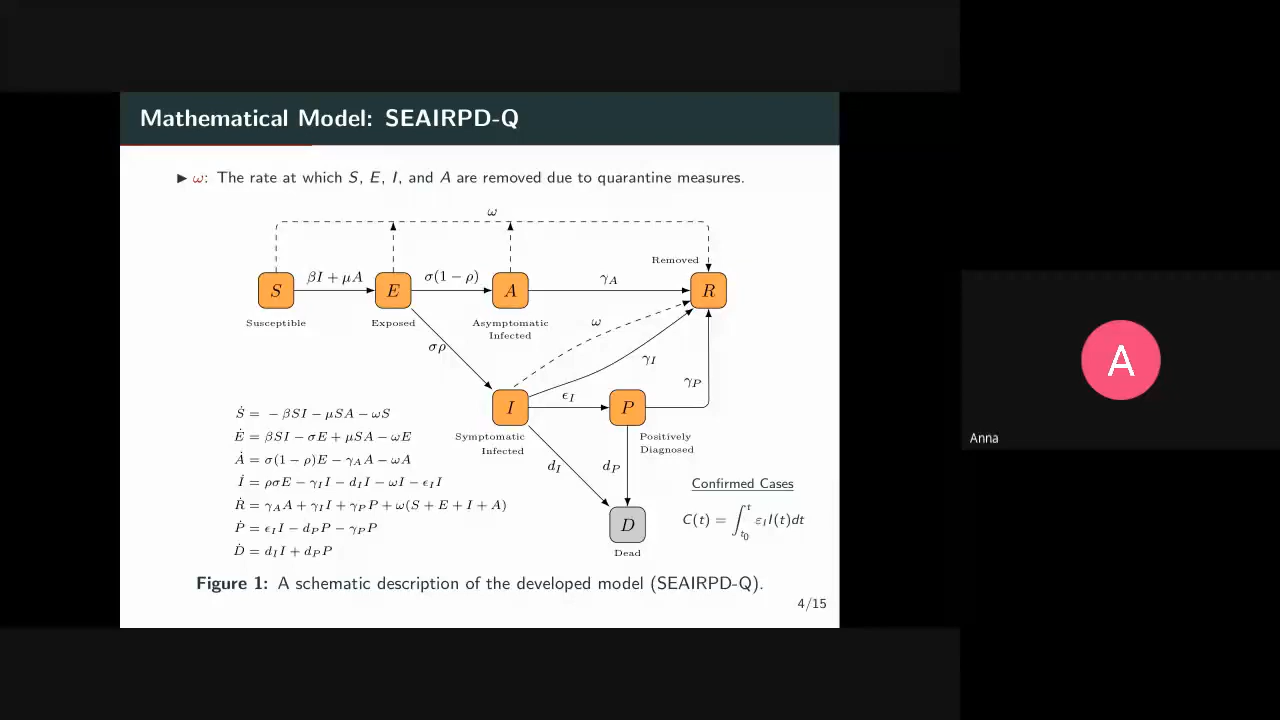 Mathematical Model: SEAIRPD-Q
▶ ω: The rate at which S, E, I, and A are removed due to quarantine measures.
ω
Removed
S
βI + μA
E
σ(1 − ρ)
A
γ_A
R
Susceptible
Exposed
Asymptomatic
Infected
ω
σρ
γ_I
γ_P
I
ϵ_I
P
Symptomatic
Infected
Positively
Diagnosed
d_I
d_P
D
Dead
Ṡ = − βSI − μSA − ωS
Ė = βSI − σE + μSA − ωE
Ȧ = σ(1 − ρ)E − γ_A A − ωA
İ = ρσE − γ_I I − d_I I − ωI − ϵ_I I
Ṙ = γ_A A + γ_I I + γ_P P + ω(S + E + I + A)
Ṗ = ϵ_I I − d_P P − γ_P P
Ḋ = d_I I + d_P P
Confirmed Cases
C(t) = ∫_{t_0}^{t} ε_I I(t)dt
Figure 1: A schematic description of the developed model (SEAIRPD-Q).
4/15
A
Anna